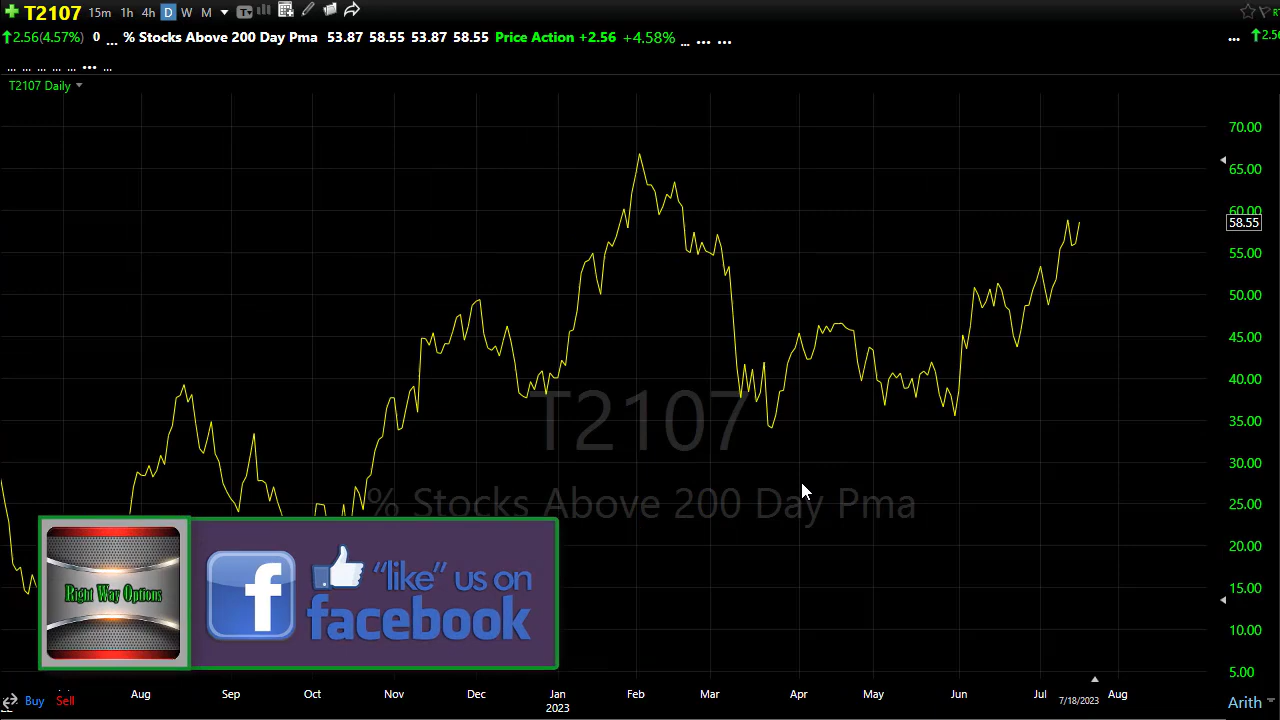 T2107 15m 1h 4h D W M T
2.56(4.57%) 0 ... % Stocks Above 200 Day Pma 53.87 58.55 53.87 58.55 Price Action +2.56 +4.58% ... ... ... ... 2.56
... ... ... ... ... ... ...
T2107 Daily
70.00
65.00
60.00
58.55
55.00
50.00
45.00
40.00
35.00
30.00
25.00
20.00
15.00
10.00
5.00
T2107
% Stocks Above 200 Day Pma
Right Way Options
f
"like" us on
facebook
Aug Sep Oct Nov Dec Jan Feb Mar Apr May Jun Jul Aug
2023
7/18/2023
Buy Sell
Arith